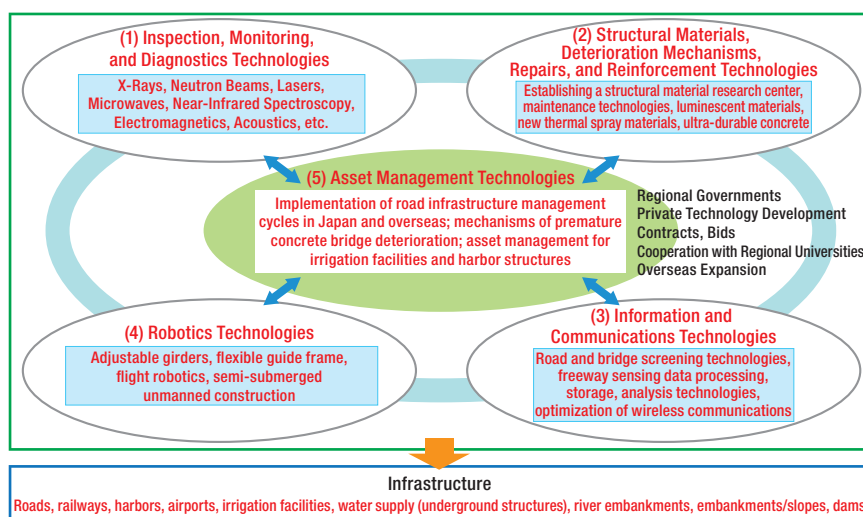 (1) Inspection, Monitoring,
and Diagnostics Technologies
X-Rays, Neutron Beams, Lasers,
Microwaves, Near-Infrared Spectroscopy,
Electromagnetics, Acoustics, etc.
(2) Structural Materials,
Deterioration Mechanisms,
Repairs, and Reinforcement Technologies
Establishing a structural material research center,
maintenance technologies, luminescent materials,
new thermal spray materials, ultra-durable concrete
(5) Asset Management Technologies
Implementation of road infrastructure management
cycles in Japan and overseas; mechanisms of premature
concrete bridge deterioration; asset management for
irrigation facilities and harbor structures
Regional Governments
Private Technology Development
Contracts, Bids
Cooperation with Regional Universities
Overseas Expansion
(4) Robotics Technologies
Adjustable girders, flexible guide frame,
flight robotics, semi-submerged
unmanned construction
(3) Information and
Communications Technologies
Road and bridge screening technologies,
freeway sensing data processing,
storage, analysis technologies,
optimization of wireless communications
Infrastructure
Roads, railways, harbors, airports, irrigation facilities, water supply (underground structures), river embankments, embankments/slopes, dams